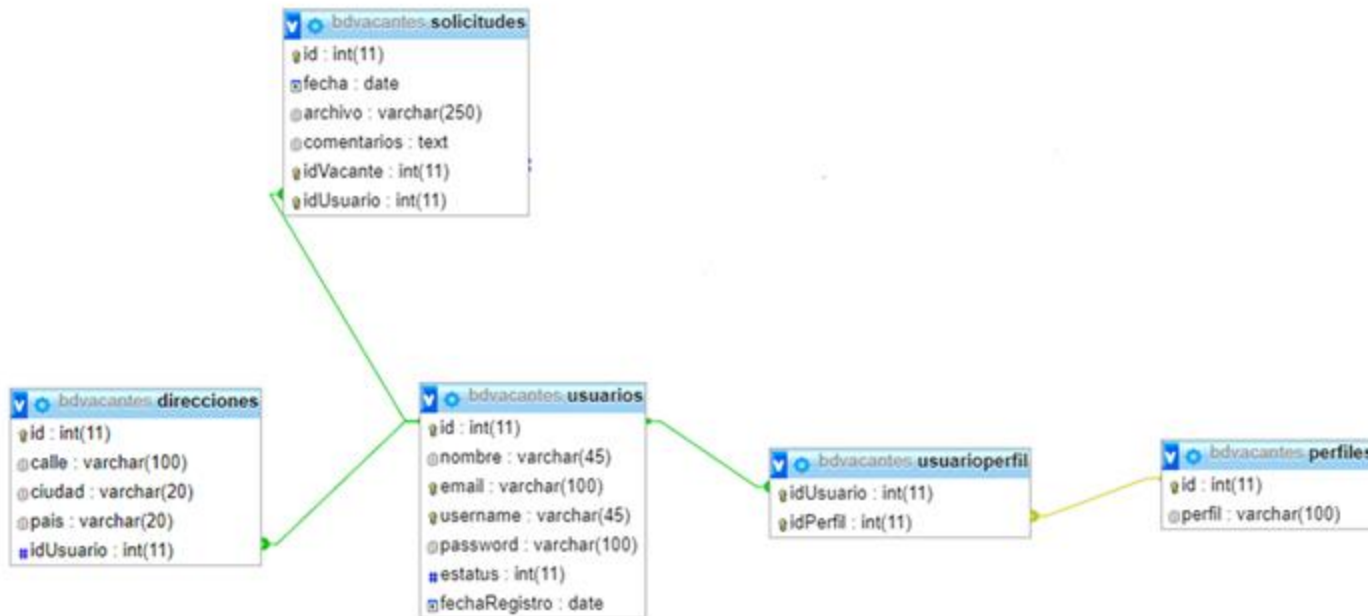 bdvacantes solicitudes
id : int(11)
fecha : date
archivo : varchar(250)
comentarios : text
idVacante : int(11)
idUsuario : int(11)
bdvacantes direcciones
id : int(11)
calle : varchar(100)
ciudad : varchar(20)
pais : varchar(20)
#idUsuario : int(11)
bdvacantes usuarios
id : int(11)
nombre : varchar(45)
email : varchar(100)
username : varchar(45)
password : varchar(100)
#estatus : int(11)
fechaRegistro : date
bdvacantes usuarioperfil
idUsuario : int(11)
idPerfil : int(11)
bdvacantes perfiles
id : int(11)
perfil : varchar(100)